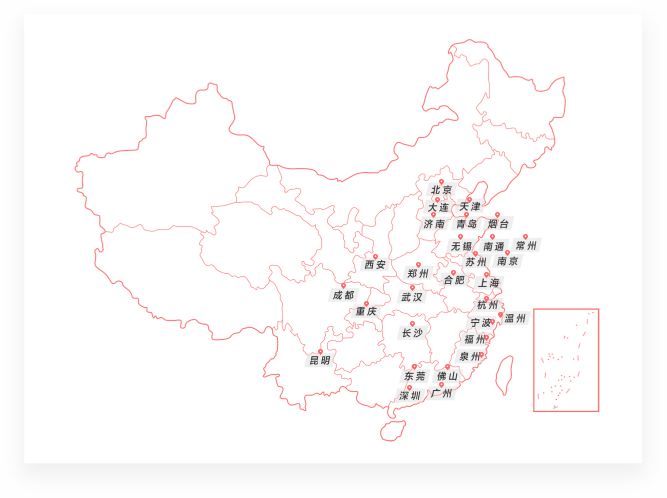 北京
大连 天津
济南 青岛 烟台
无锡 南通 常州
苏州 南京
西安
郑州
合肥 上海
成都 武汉
杭州
重庆
宁波 温州
长沙
福州
泉州
昆明
东莞 佛山
深圳 广州